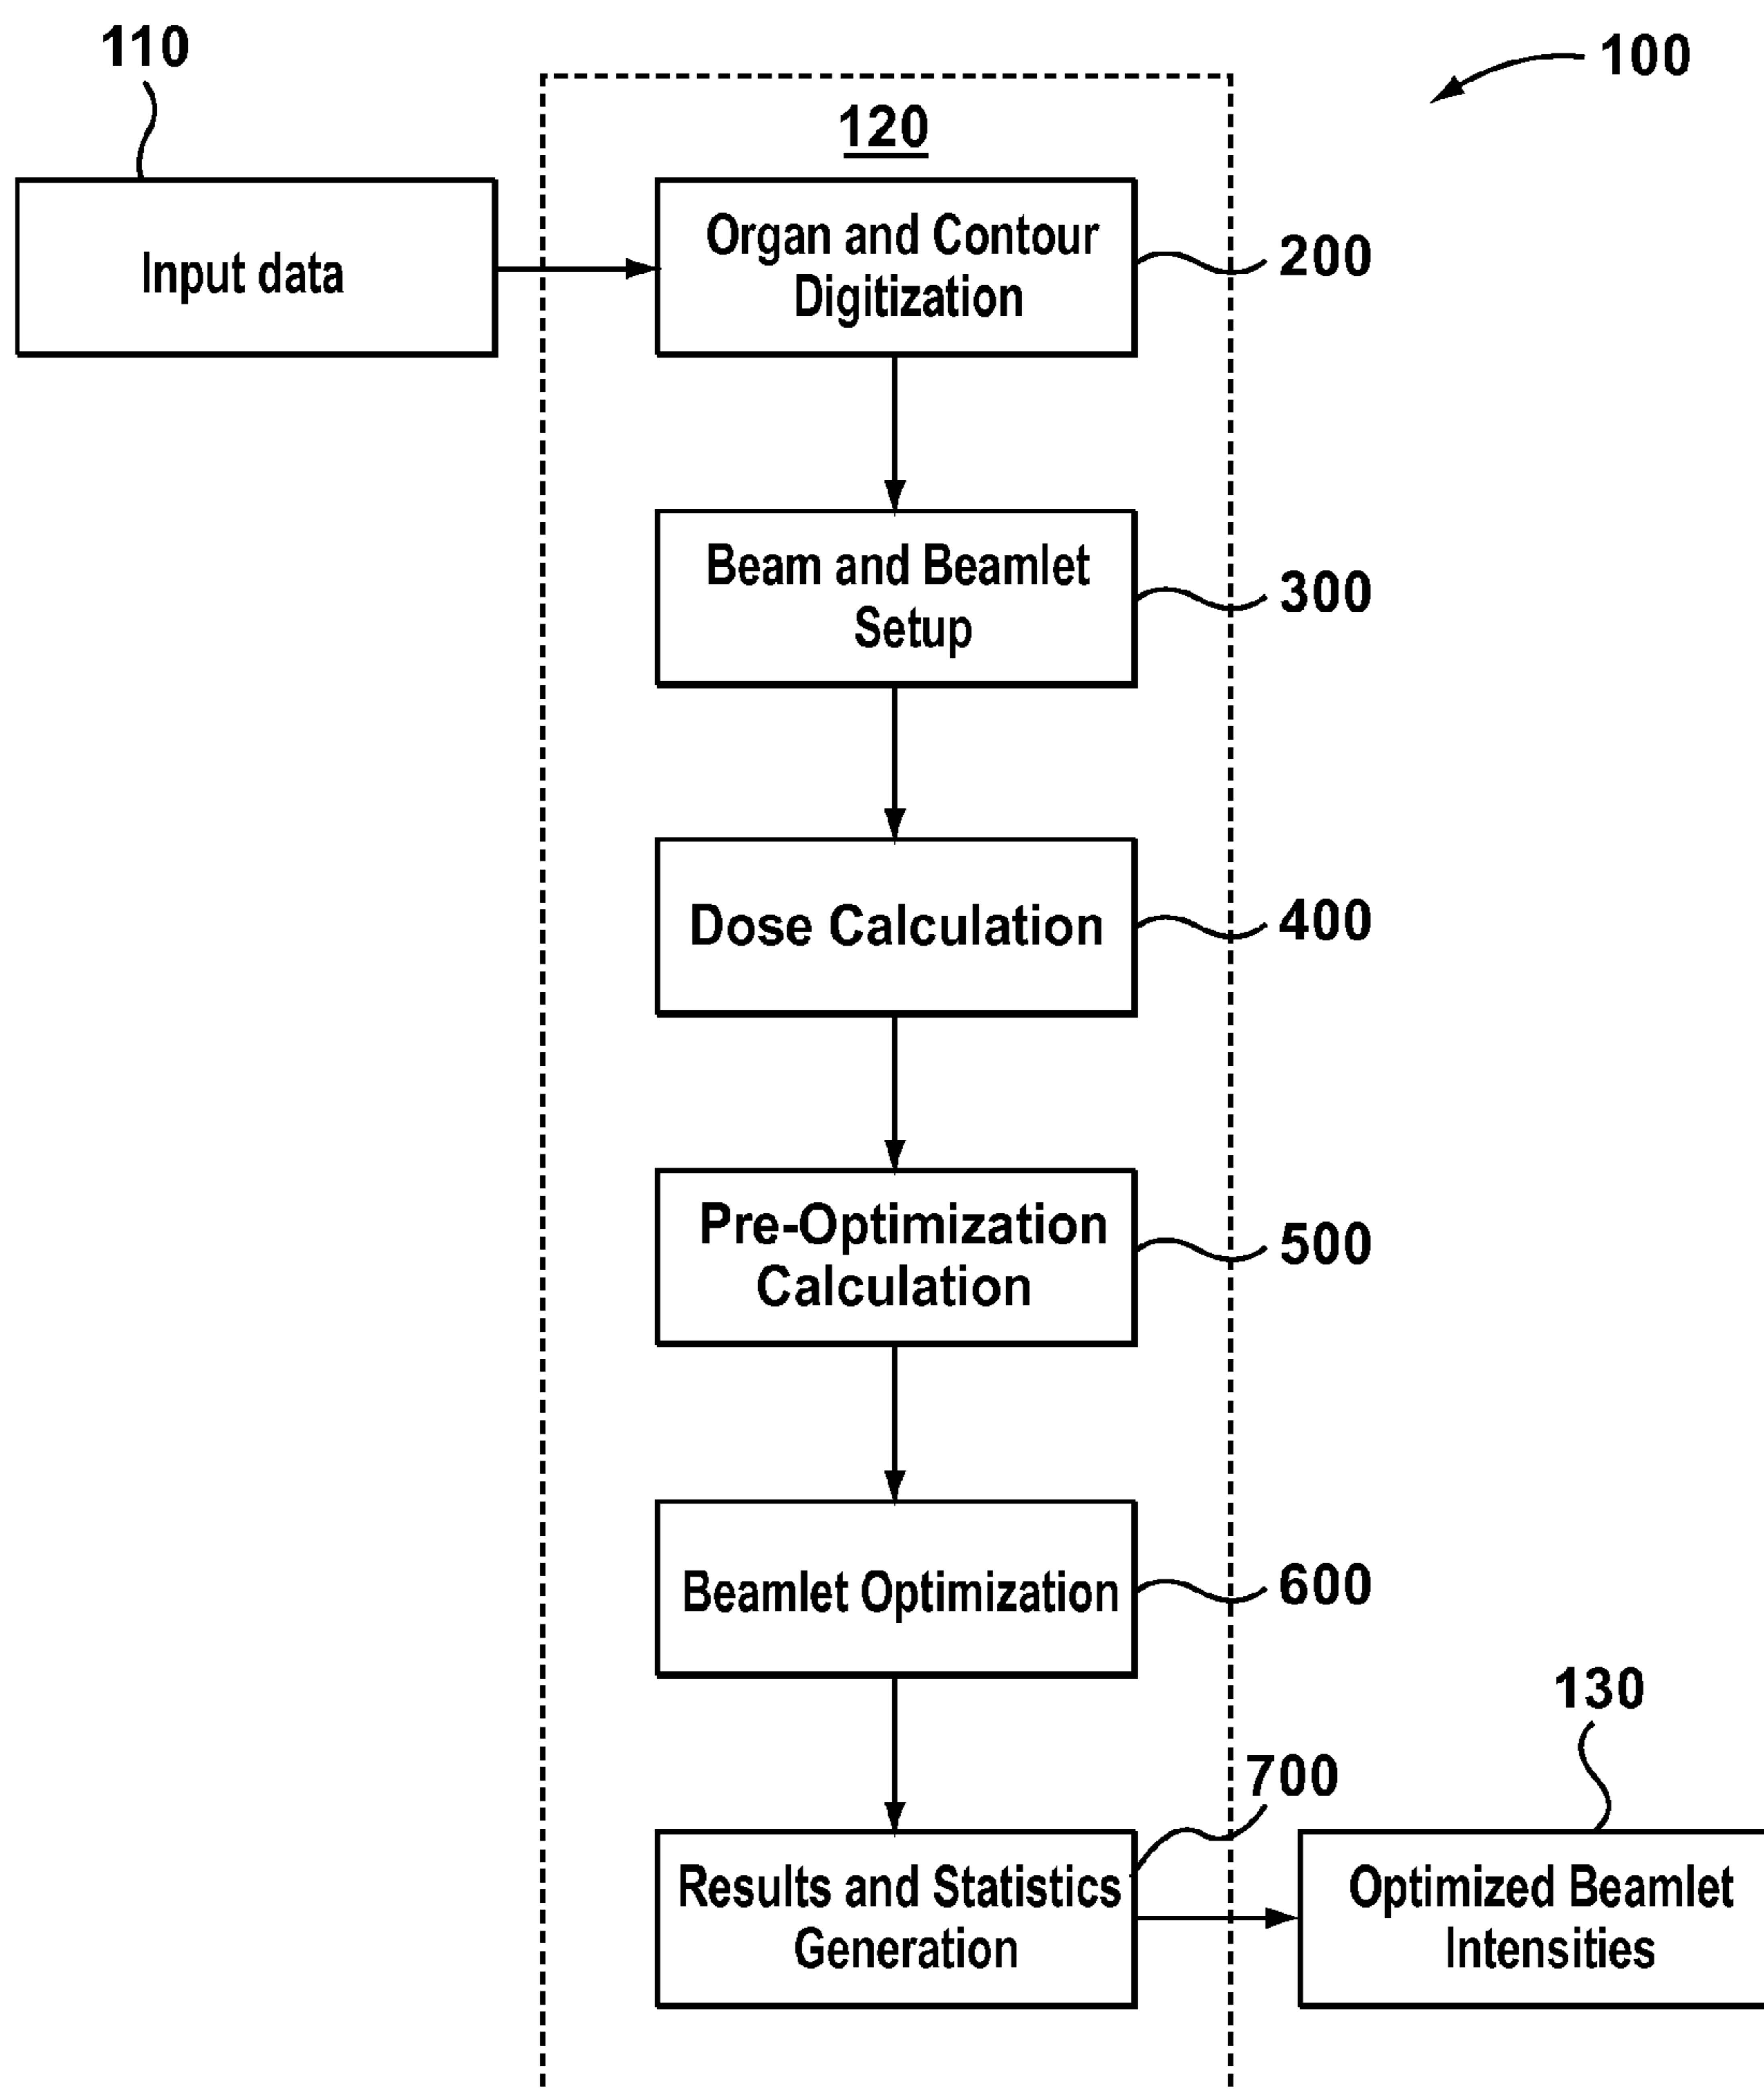 110
100
120
Input data
Organ and Contour
Digitization
200
Beam and Beamlet
Setup
300
Dose Calculation
400
Pre-Optimization
Calculation
500
Beamlet Optimization
600
130
700
Results and Statistics
Generation
Optimized Beamlet
Intensities